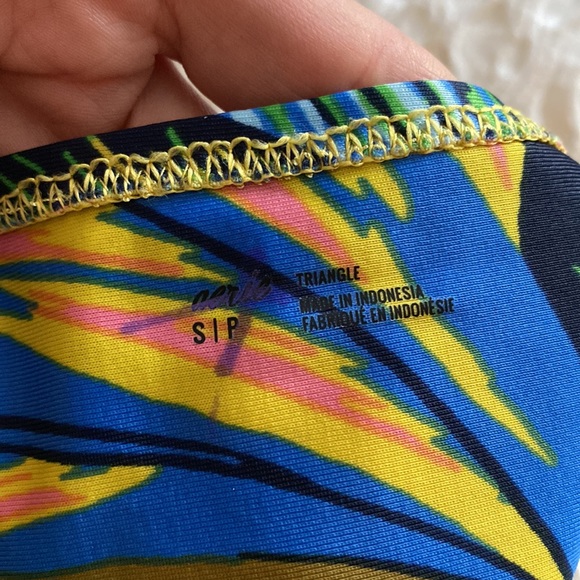 aerie
S | P
TRIANGLE
MADE IN INDONESIA
FABRIQUÉ EN INDONÉSIE